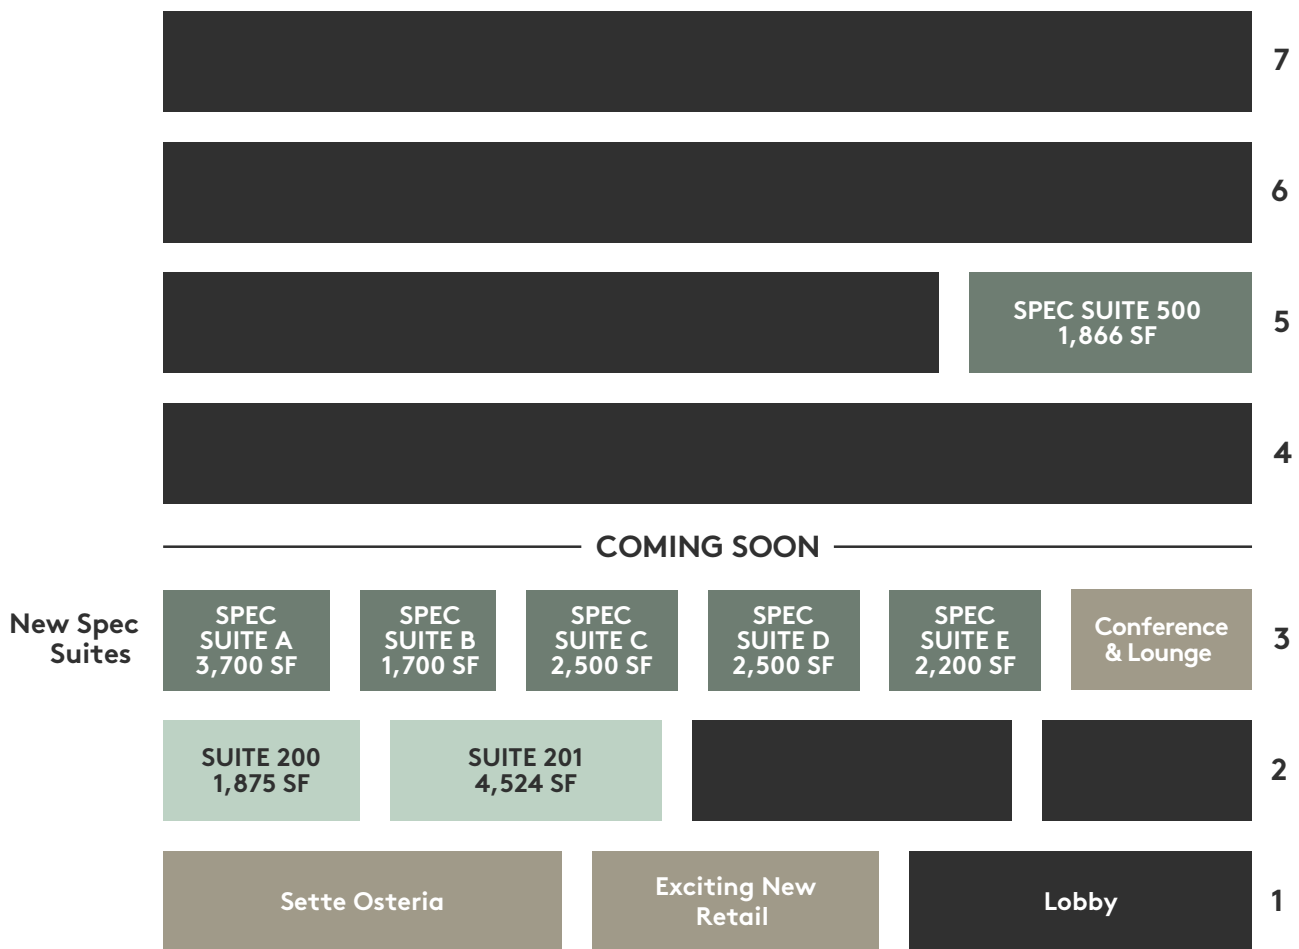 7
6
SPEC SUITE 500
1,866 SF
5
4
COMING SOON
New Spec
Suites
SPEC
SUITE A
3,700 SF
SPEC
SUITE B
1,700 SF
SPEC
SUITE C
2,500 SF
SPEC
SUITE D
2,500 SF
SPEC
SUITE E
2,200 SF
Conference
& Lounge
3
SUITE 200
1,875 SF
SUITE 201
4,524 SF
2
Sette Osteria
Exciting New
Retail
Lobby
1